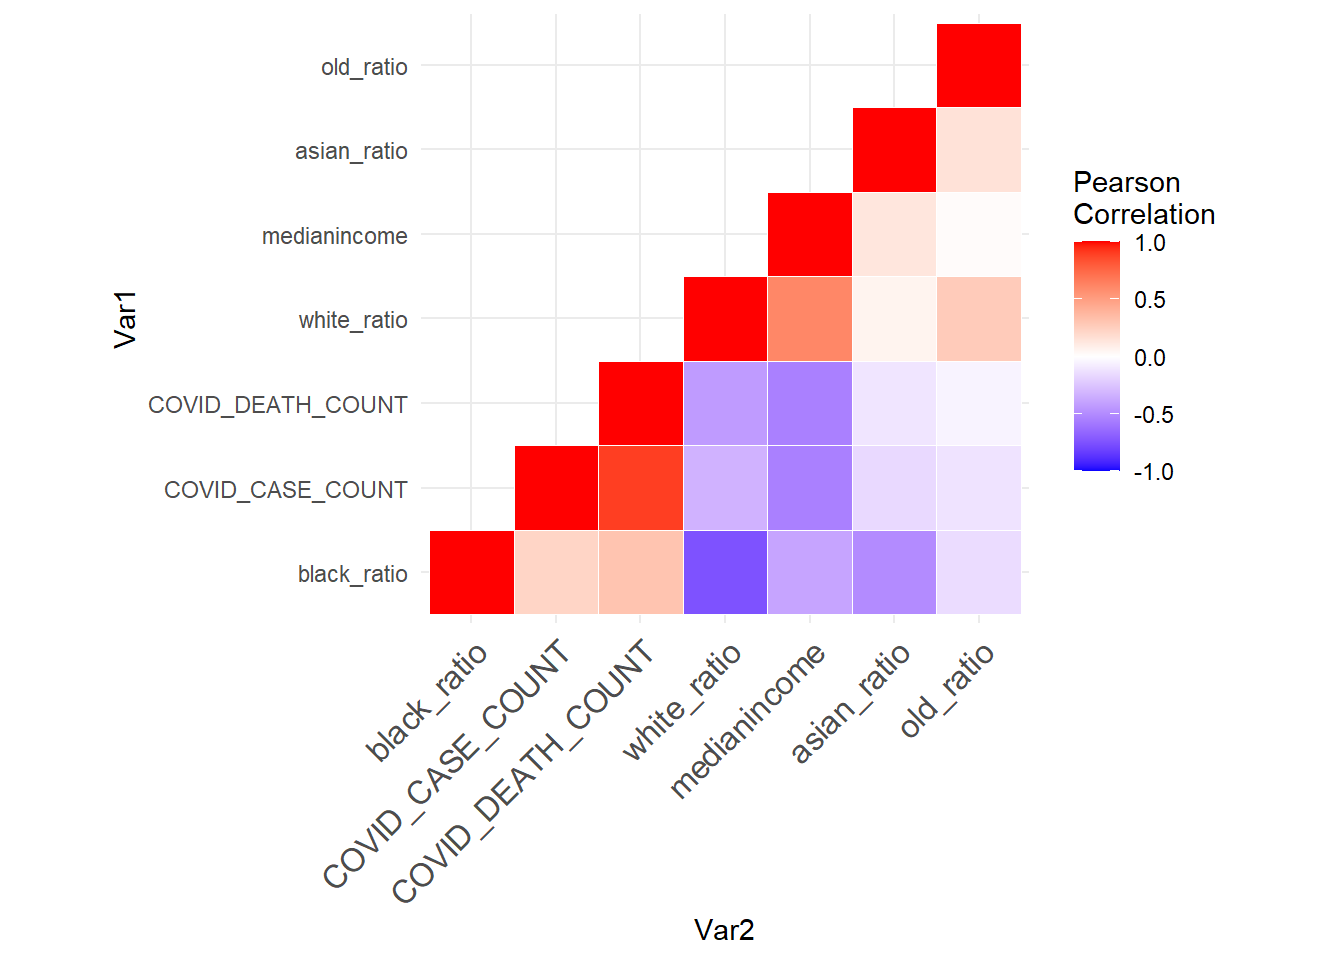 old_ratio
asian_ratio
medianincome
white_ratio
COVID_DEATH_COUNT
COVID_CASE_COUNT
black_ratio
Var1
black_ratio
COVID_CASE_COUNT
COVID_DEATH_COUNT
white_ratio
medianincome
asian_ratio
old_ratio
Var2
Pearson
Correlation
1.0
0.5
0.0
-0.5
-1.0